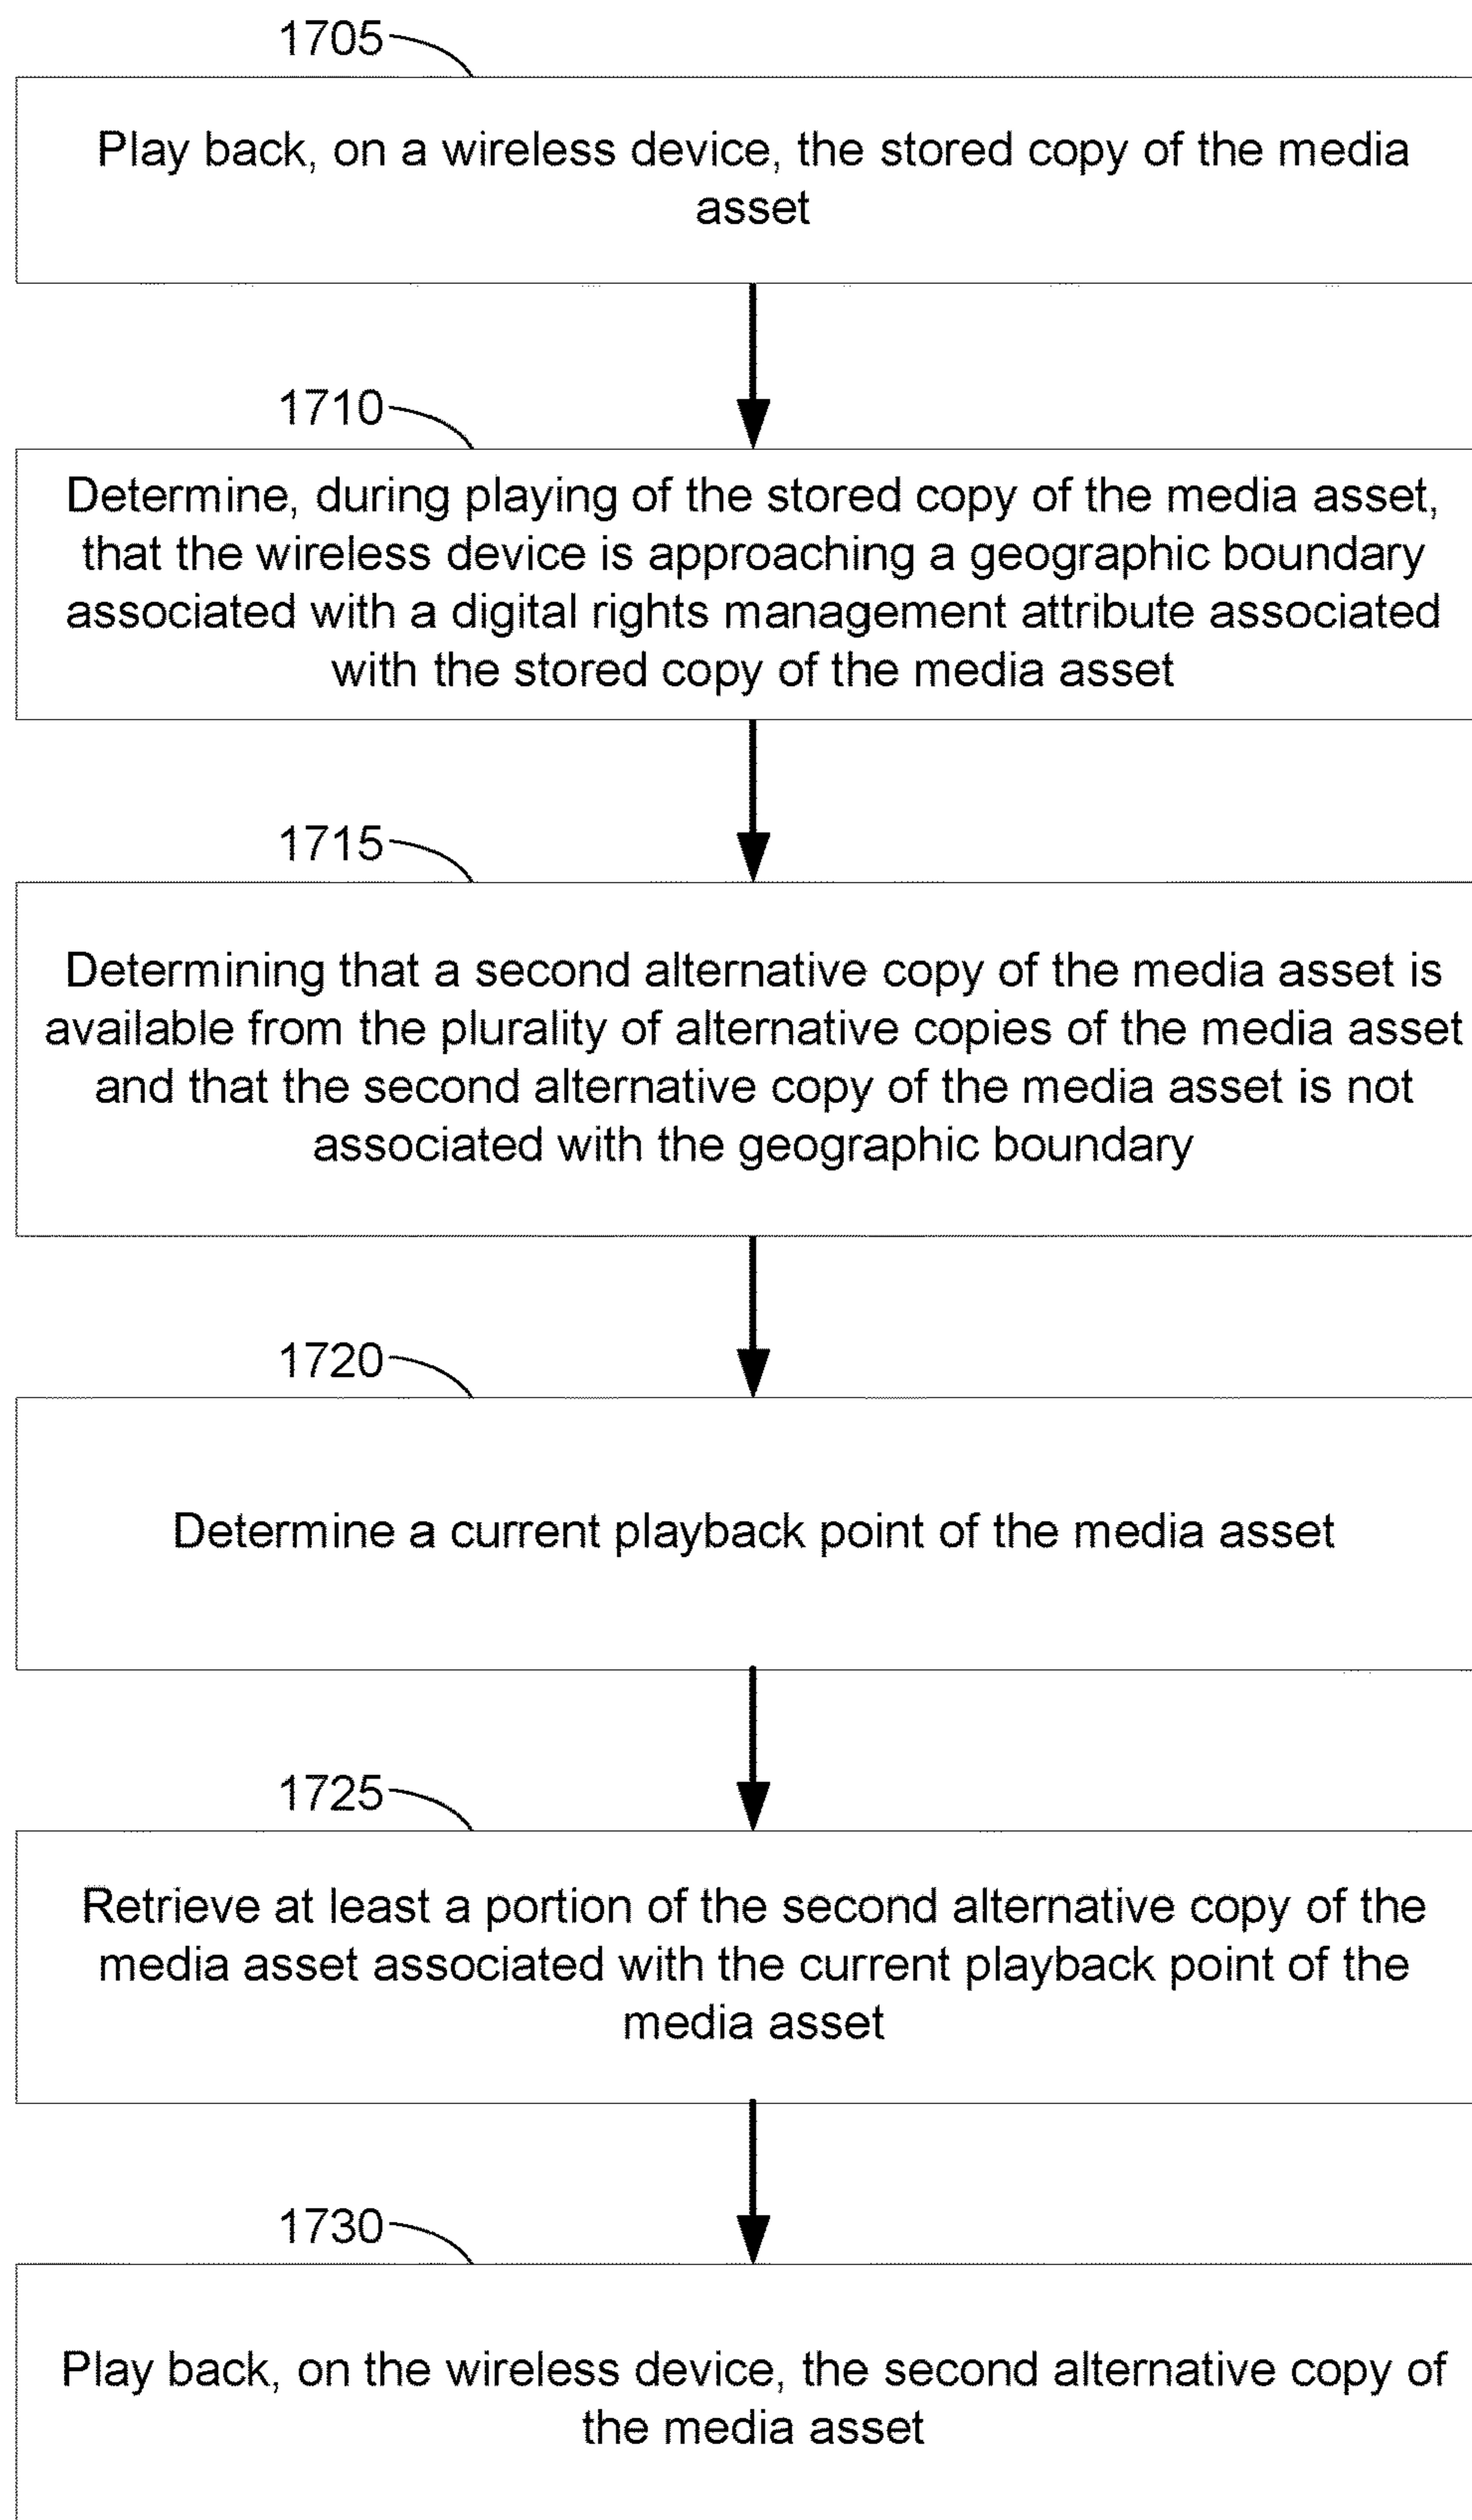 1705
Play back, on a wireless device, the stored copy of the media
asset
1710
Determine, during playing of the stored copy of the media asset,
that the wireless device is approaching a geographic boundary
associated with a digital rights management attribute associated
with the stored copy of the media asset
1715
Determining that a second alternative copy of the media asset is
available from the plurality of alternative copies of the media asset
and that the second alternative copy of the media asset is not
associated with the geographic boundary
1720
Determine a current playback point of the media asset
1725
Retrieve at least a portion of the second alternative copy of the
media asset associated with the current playback point of the
media asset
1730
Play back, on the wireless device, the second alternative copy of
the media asset